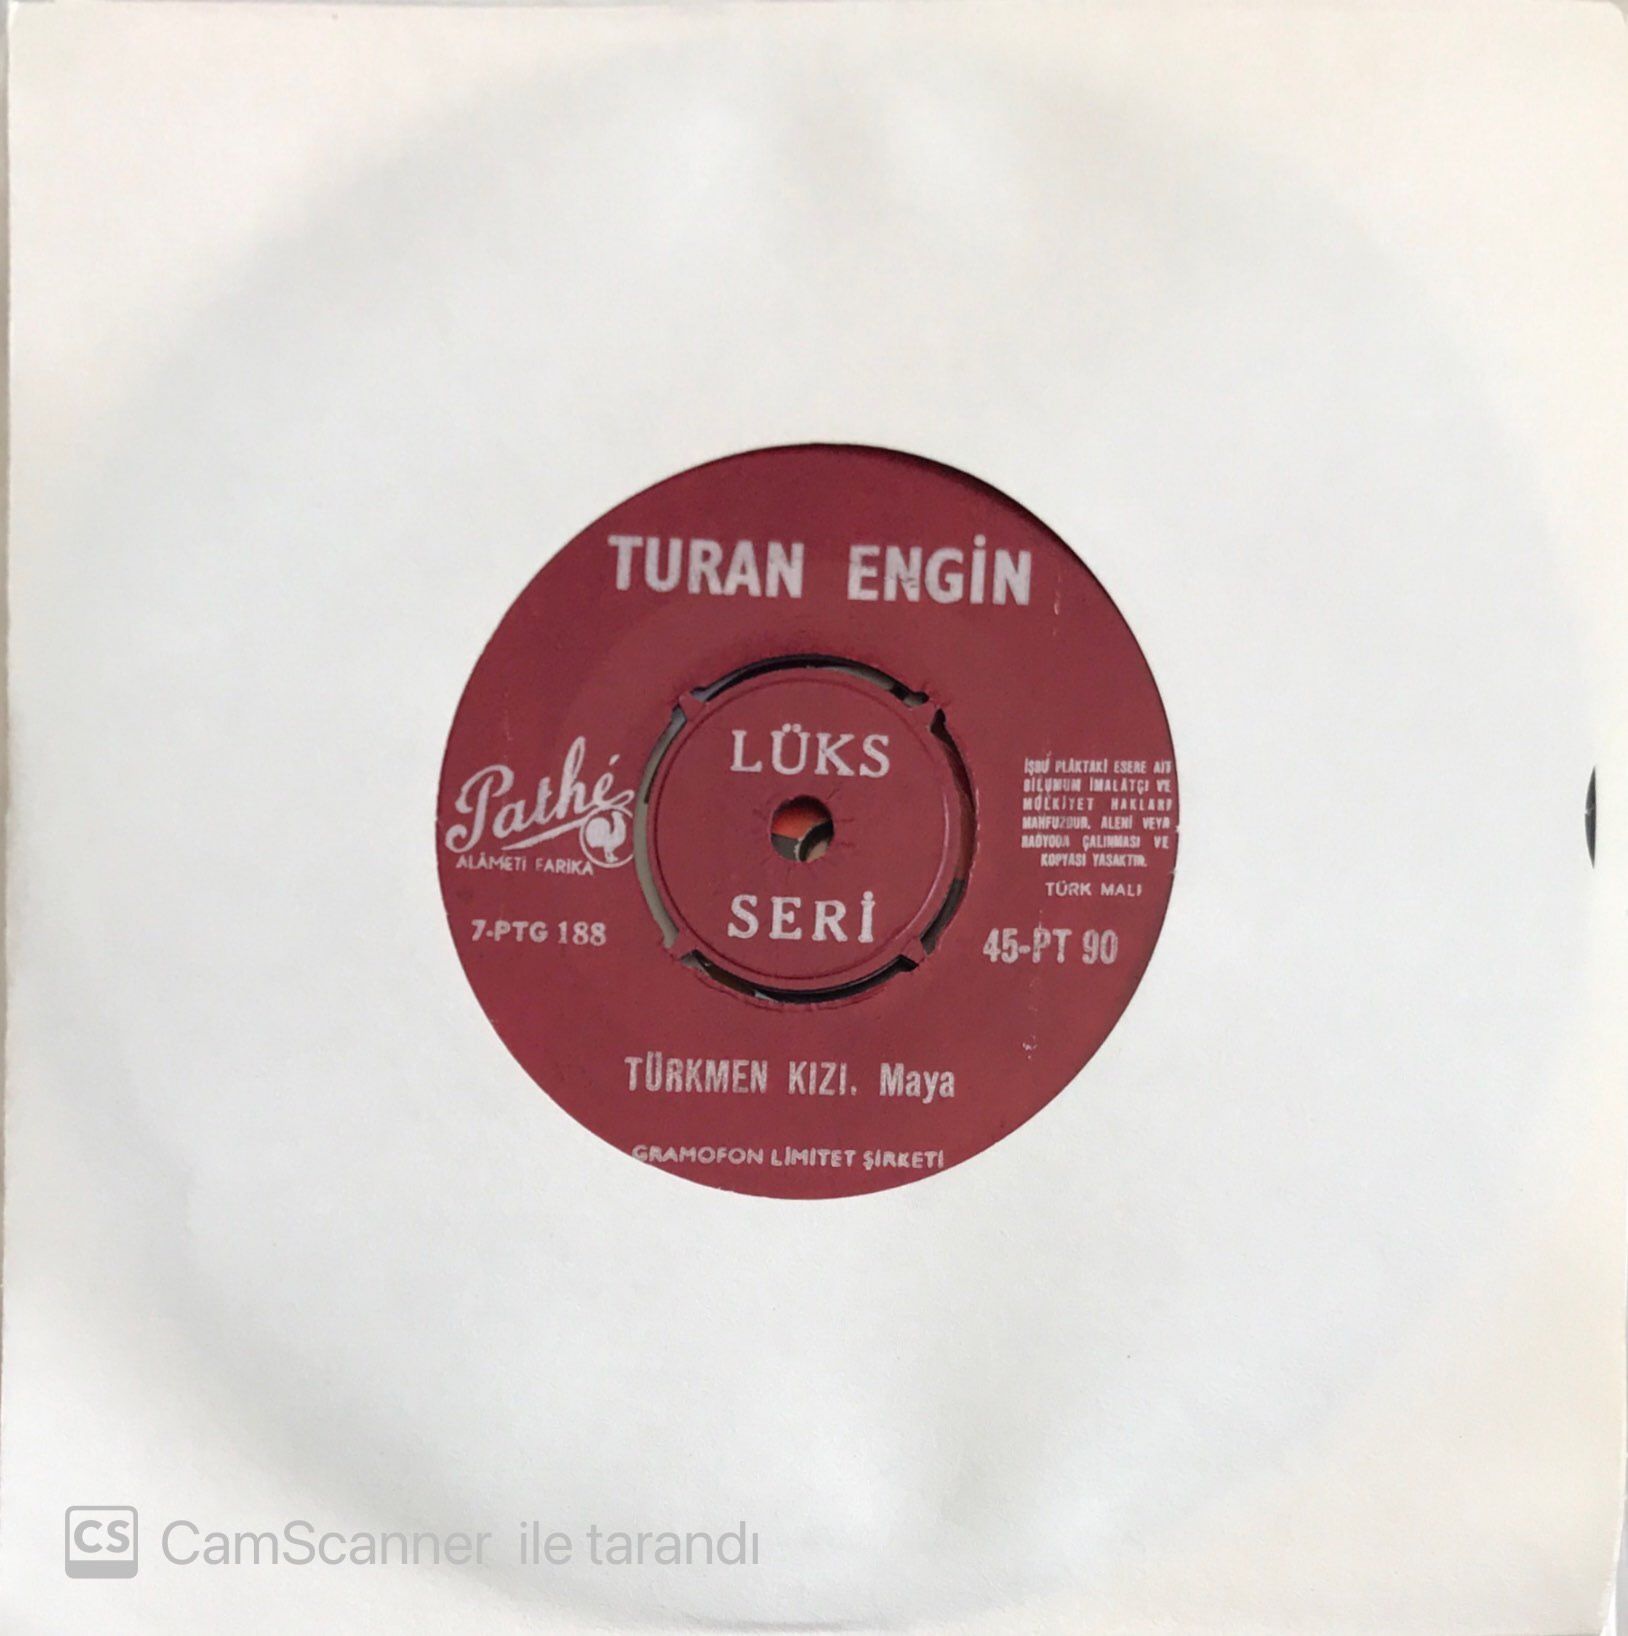 TURAN ENGİN
LÜKS
SERİ
Pathé
ALÂMETİ FARİKA
7-PTG 188
İŞBU PLÂKTAKİ ESERE AİT
BİLUMUM İMALÂTÇI VE
MÜLKİYET HAKLARI
MAHFUZDUR. ALENİ VEYA
RADYODA ÇALINMASI VE
KOPYASI YASAKTIR.
TÜRK MALI
45-PT 90
TÜRKMEN KIZI. Maya
GRAMOFON LİMİTET ŞİRKETİ
CS CamScanner ile tarandı